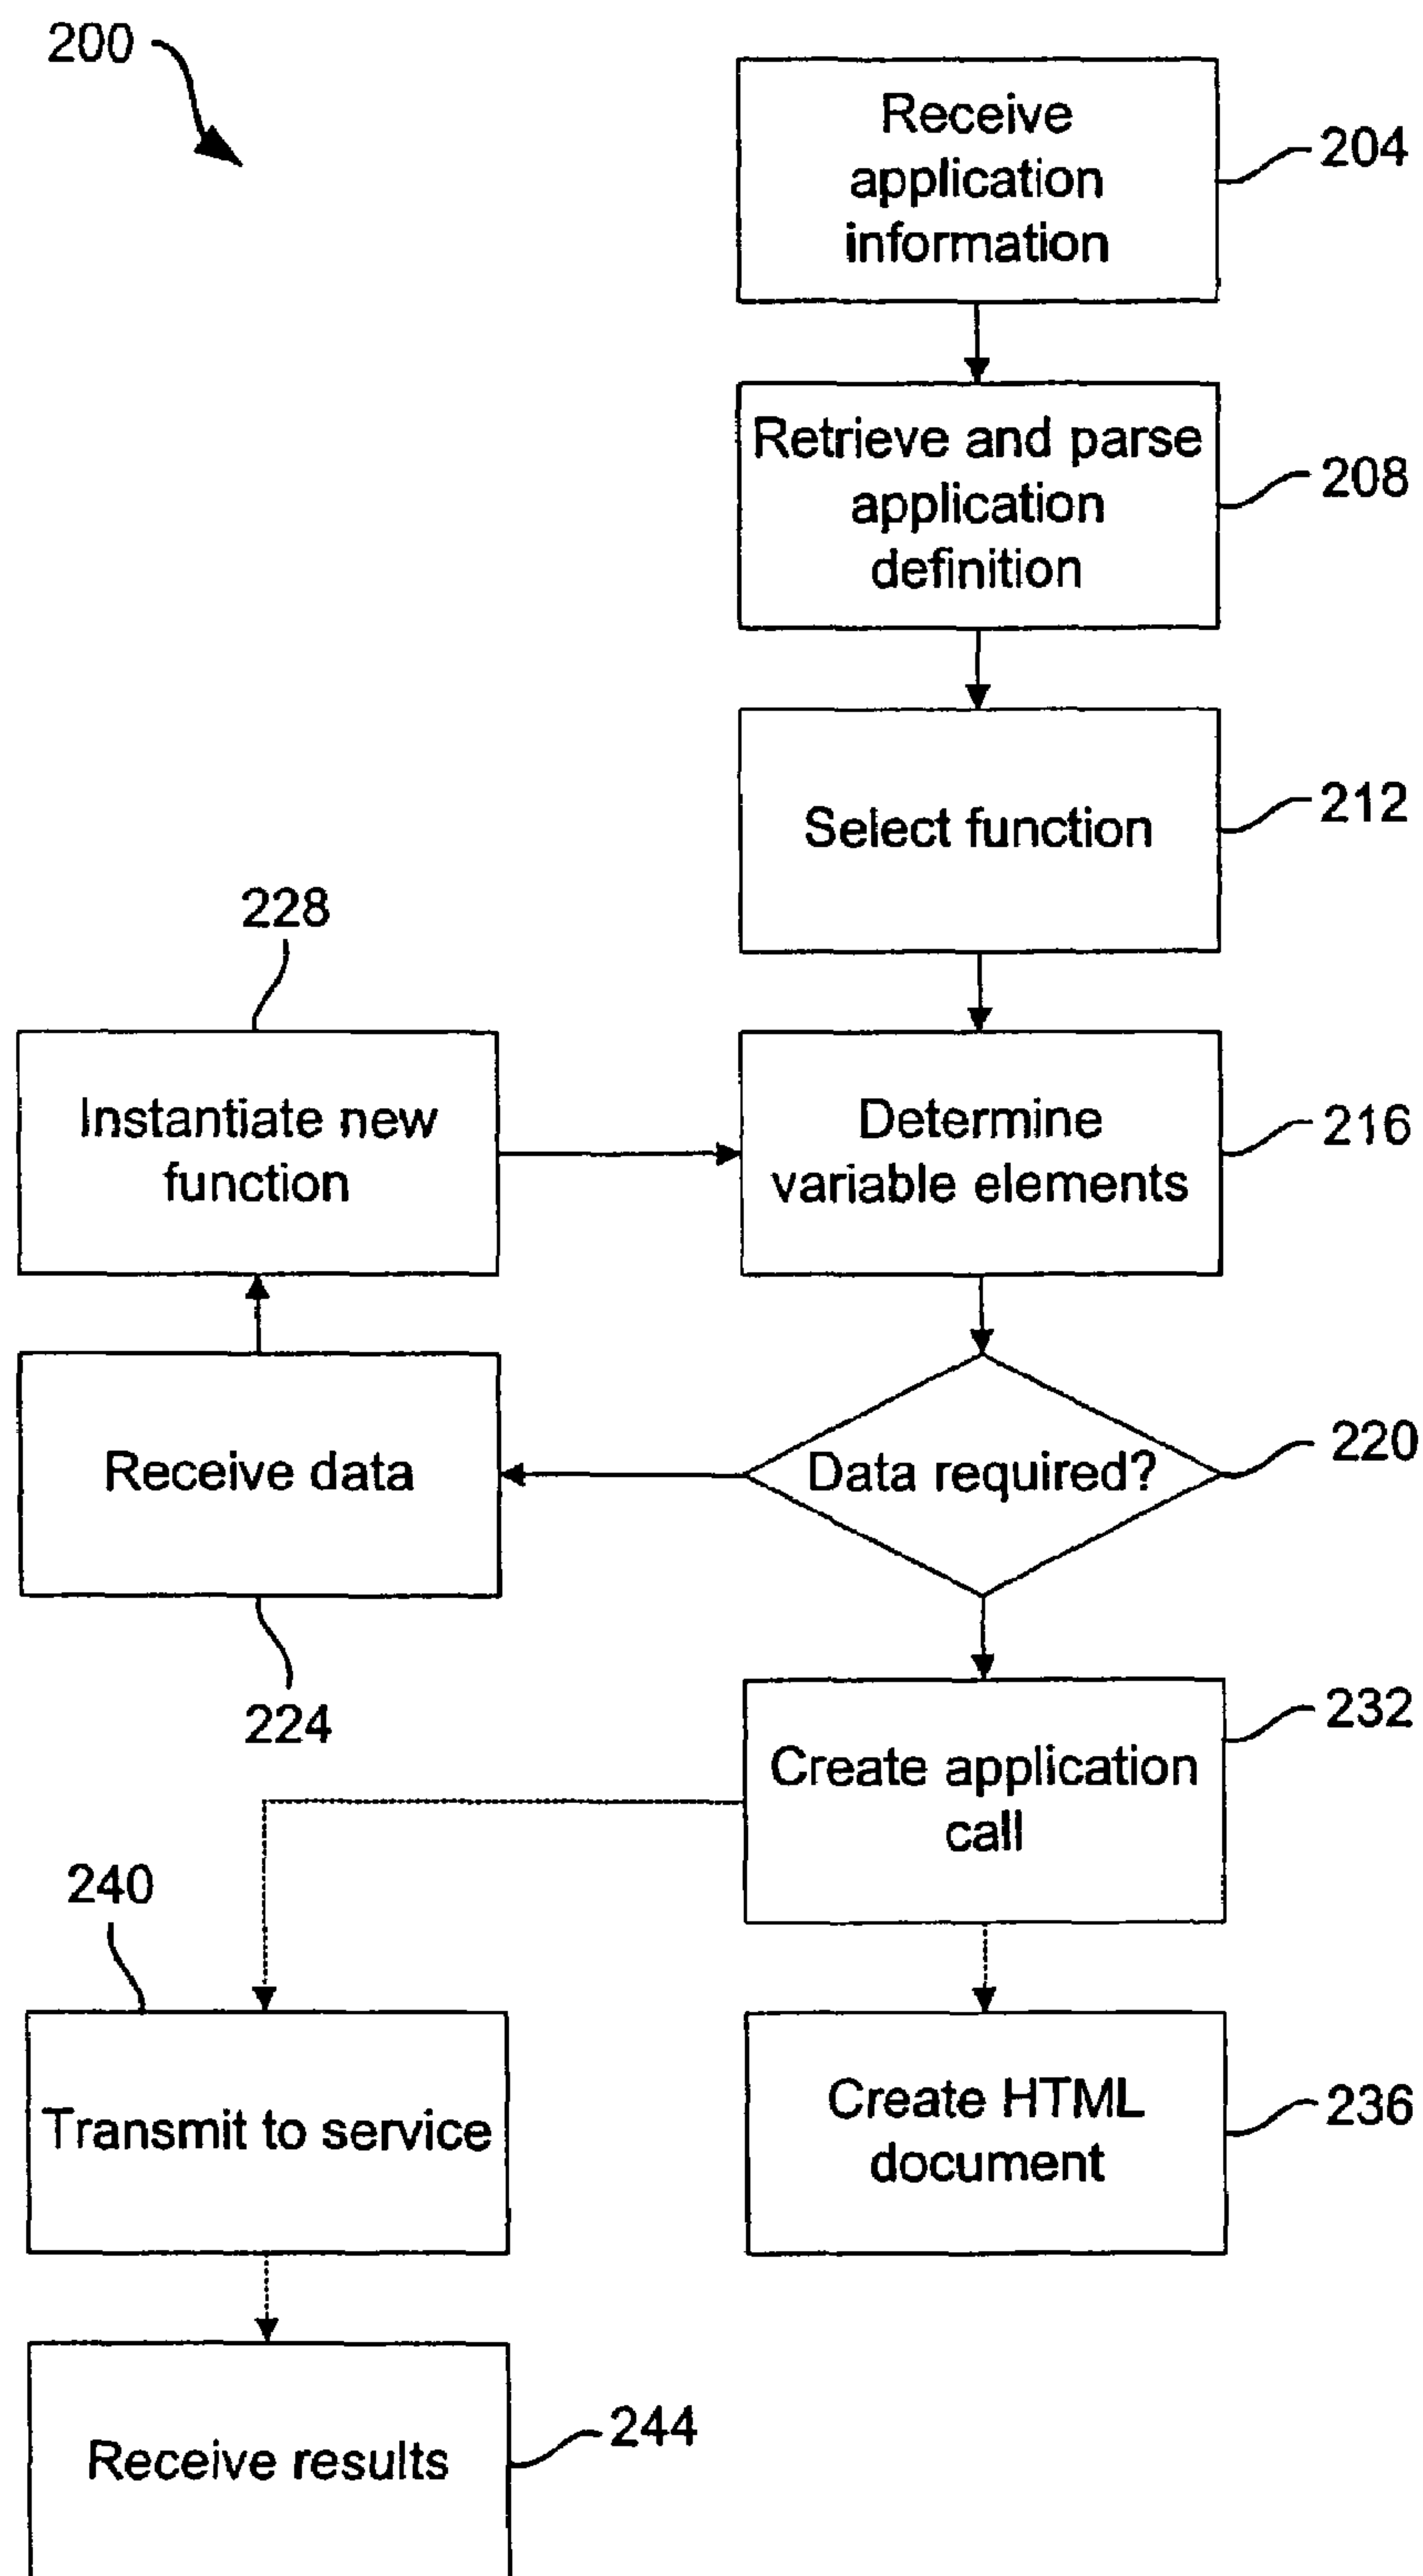 200
Receive
application
information
204
Retrieve and parse
application
definition
208
Select function
212
228
Instantiate new
function
Determine
variable elements
216
Receive data
Data required?
220
224
Create application
call
232
240
Transmit to service
Create HTML
document
236
Receive results
244